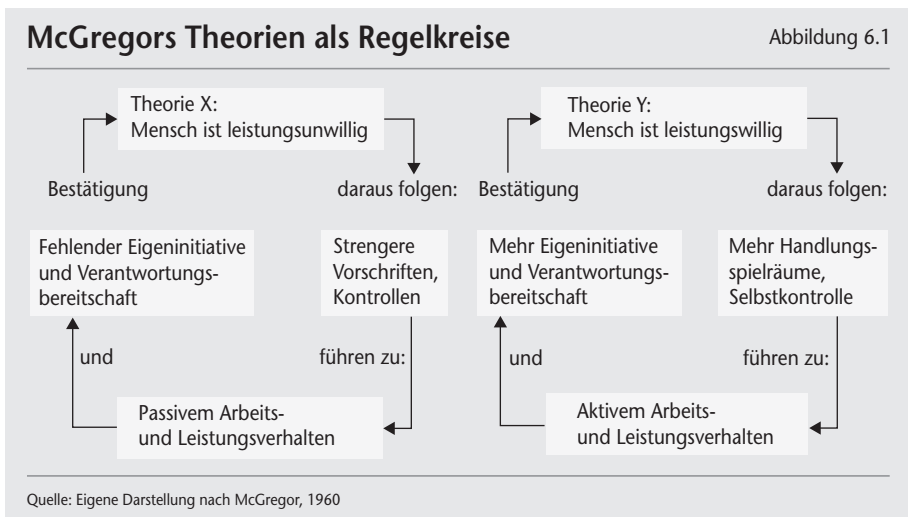 McGregors Theorien als Regelkreise
Abbildung 6.1
Theorie X:
Mensch ist leistungsunwillig
Bestätigung
daraus folgen:
Fehlender Eigeninitiative
und Verantwortungs-
bereitschaft
Strengere
Vorschriften,
Kontrollen
und
führen zu:
Passivem Arbeits-
und Leistungsverhalten
Theorie Y:
Mensch ist leistungswillig
Bestätigung
daraus folgen:
Mehr Eigeninitiative
und Verantwortungs-
bereitschaft
Mehr Handlungs-
spielräume,
Selbstkontrolle
und
führen zu:
Aktivem Arbeits-
und Leistungsverhalten
Quelle: Eigene Darstellung nach McGregor, 1960